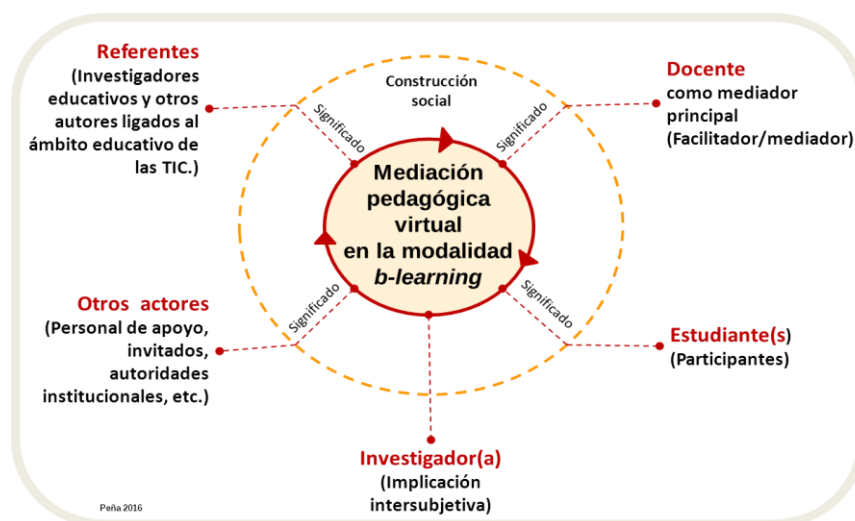 Referentes
(Investigadores
educativos y otros
autores ligados al
ámbito educativo de
las TIC.)
Construcción
social
Docente
como mediador
principal
(Facilitador/mediador)
Significado
Significado
Mediación
pedagógica
virtual
en la modalidad
b-learning
Otros actores
(Personal de apoyo,
invitados,
autoridades
institucionales, etc.)
Significado
Significado
Estudiante(s)
(Participantes)
Investigador(a)
(Implicación
intersubjetiva)
Peña 2016